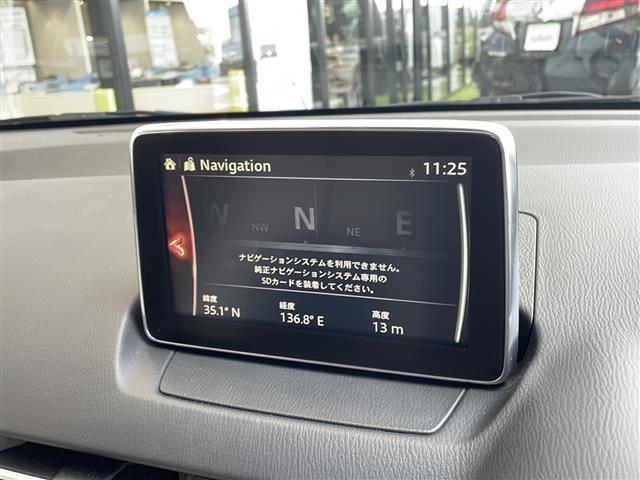 Navigation 11:25
W NW N NE E
ナビゲーションシステムを利用できません。
純正ナビゲーションシステム専用の
SDカードを装着してください。
緯度 経度 高度
35.1° N 136.8° E 13 m